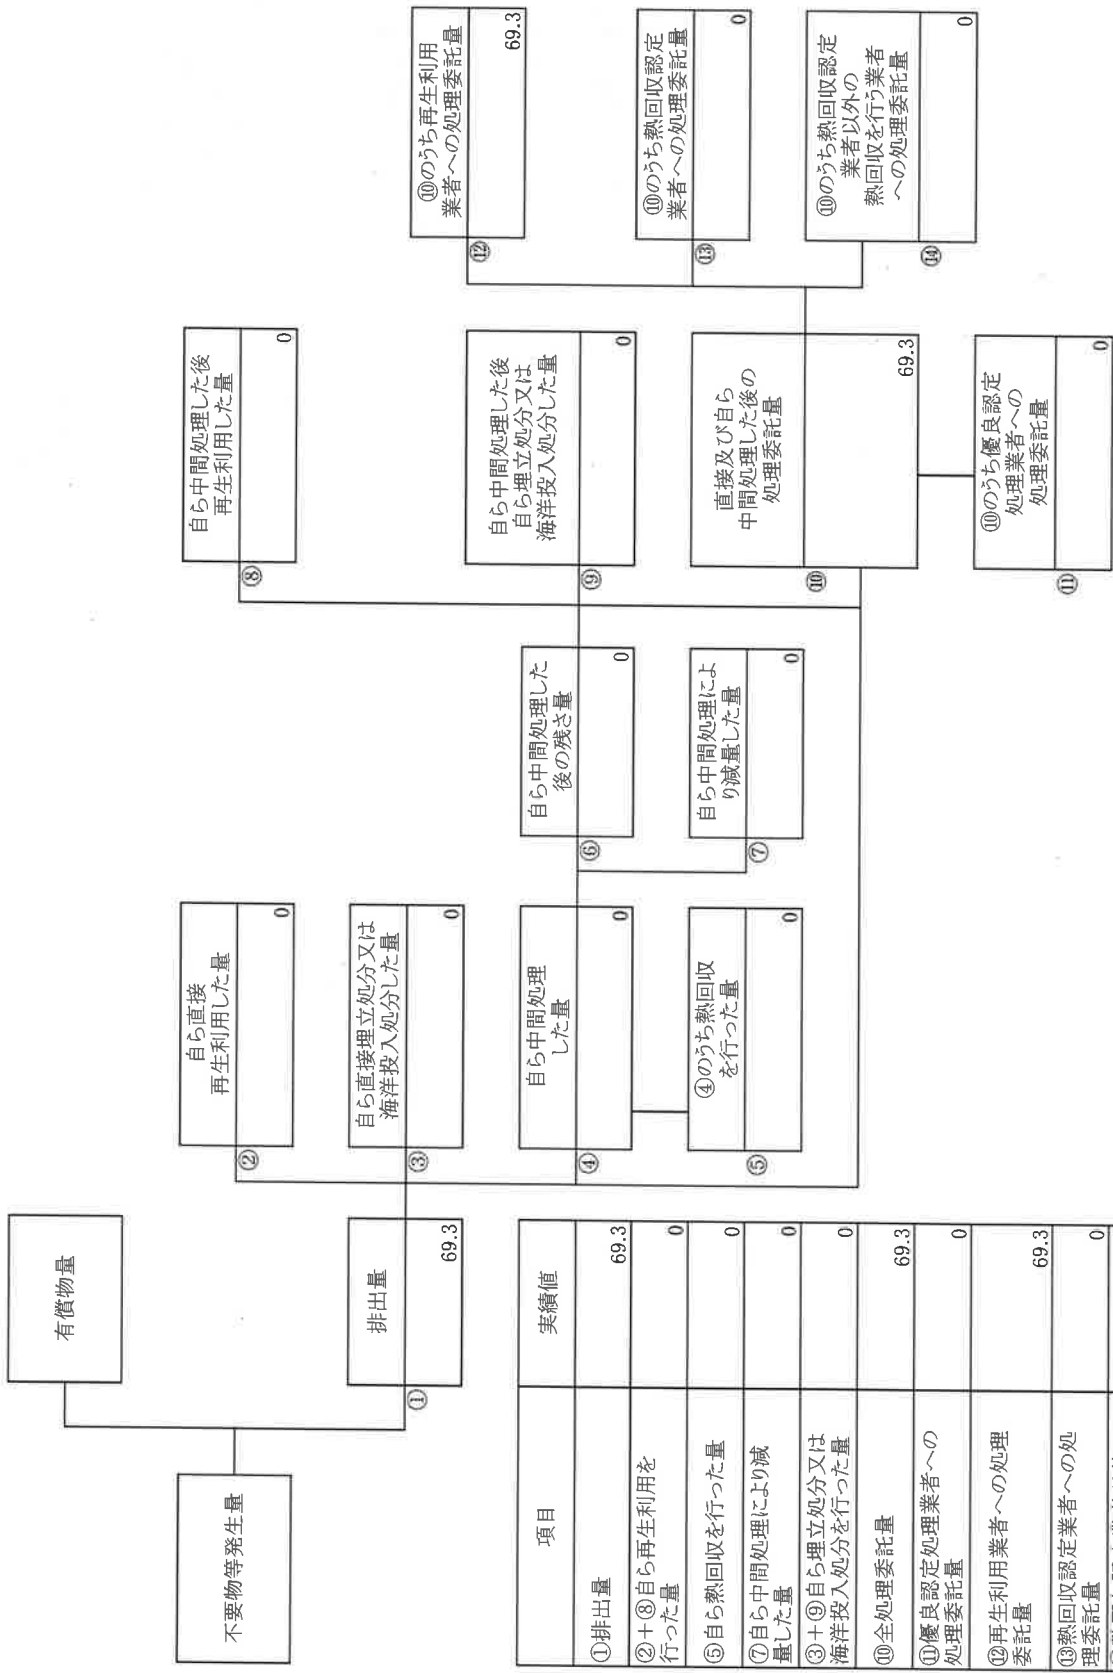 不要物等発生量
有償物量
①
排出量
69.3
②
自ら直接
再生利用した量
0
③
自ら直接埋立処分又は
海洋投入処分した量
0
④
自ら中間処理
した量
0
⑤
④のうち熱回収
を行った量
0
⑥
自ら中間処理した
後の残さ量
0
⑦
自ら中間処理によ
り減量した量
0
⑧
自ら中間処理した後
再生利用した量
0
⑨
自ら中間処理した後
自ら埋立処分又は
海洋投入処分した量
0
⑩
直接及び自ら
中間処理した後の
処理委託量
69.3
⑪
⑩のうち優良認定
処理業者への
処理委託量
0
⑫
⑩のうち再生利用
業者への処理委託量
69.3
⑬
⑩のうち熱回収認定
業者への処理委託量
0
⑭
⑩のうち熱回収認定
業者以外の
熱回収を行う業者
への処理委託量
0
項目
実績値
①排出量
69.3
②+⑧自ら再生利用を
行った量
0
⑤自ら熱回収を行った量
0
⑦自ら中間処理により減
量した量
0
③+⑨自ら埋立処分又は
海洋投入処分を行った量
0
⑩全処理委託量
69.3
⑪優良認定処理業者への
処理委託量
0
⑫再生利用業者への処理
委託量
69.3
⑬熱回収認定業者への処
理委託量
0